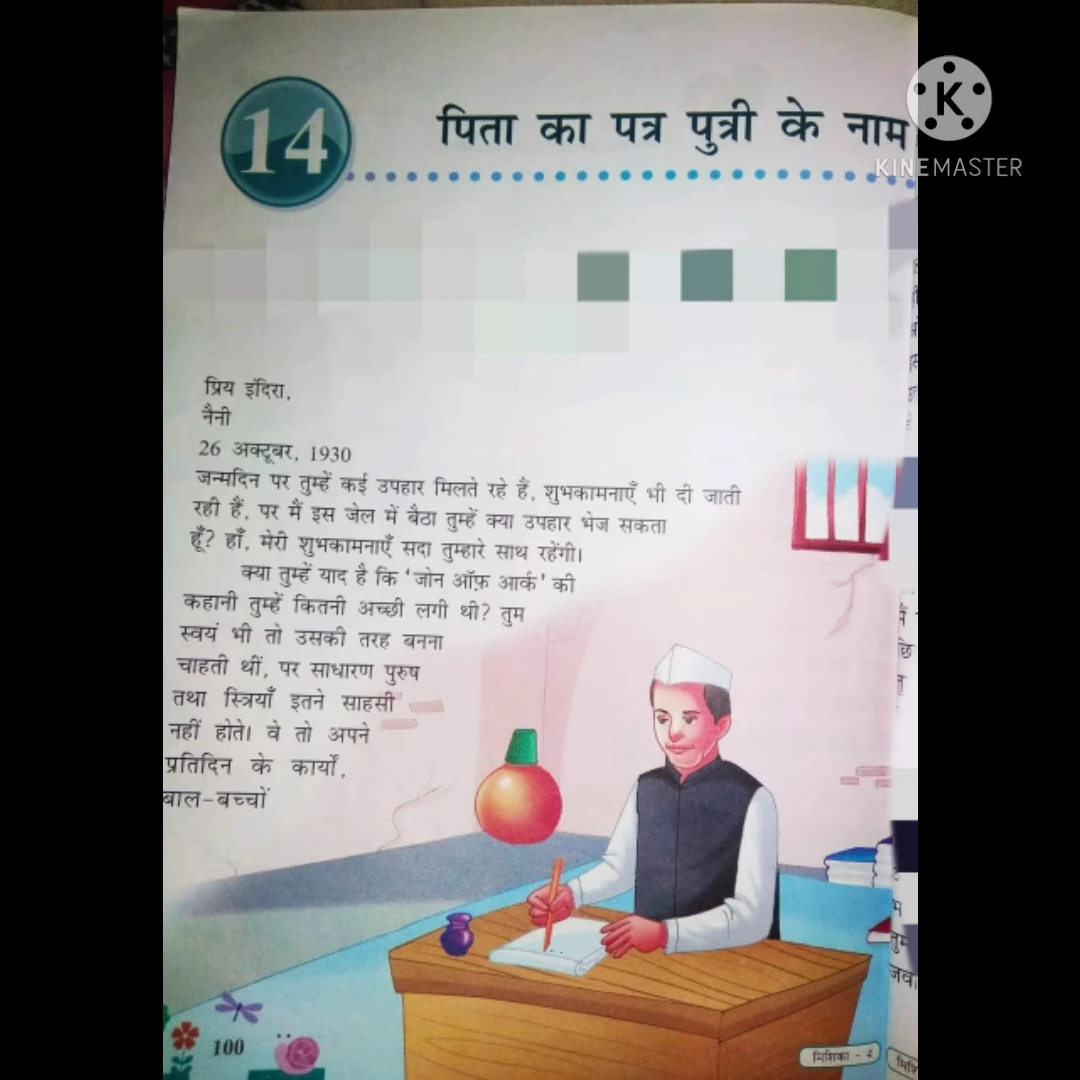 14
पिता का पत्र पुत्री के नाम
K
KINEMASTER
प्रिय इंदिरा,
नैनी
26 अक्टूबर, 1930
जन्मदिन पर तुम्हें कई उपहार मिलते रहे हैं, शुभकामनाएँ भी दी जाती
रही हैं, पर मैं इस जेल में बैठा तुम्हें क्या उपहार भेज सकता
हूँ? हाँ, मेरी शुभकामनाएँ सदा तुम्हारे साथ रहेंगी।
क्या तुम्हें याद है कि 'जोन ऑफ़ आर्क' की
कहानी तुम्हें कितनी अच्छी लगी थी? तुम
स्वयं भी तो उसकी तरह बनना
चाहती थीं, पर साधारण पुरुष
तथा स्त्रियाँ इतने साहसी
नहीं होते। वे तो अपने
प्रतिदिन के कार्यों,
बाल-बच्चों
100
मिशिका - 4